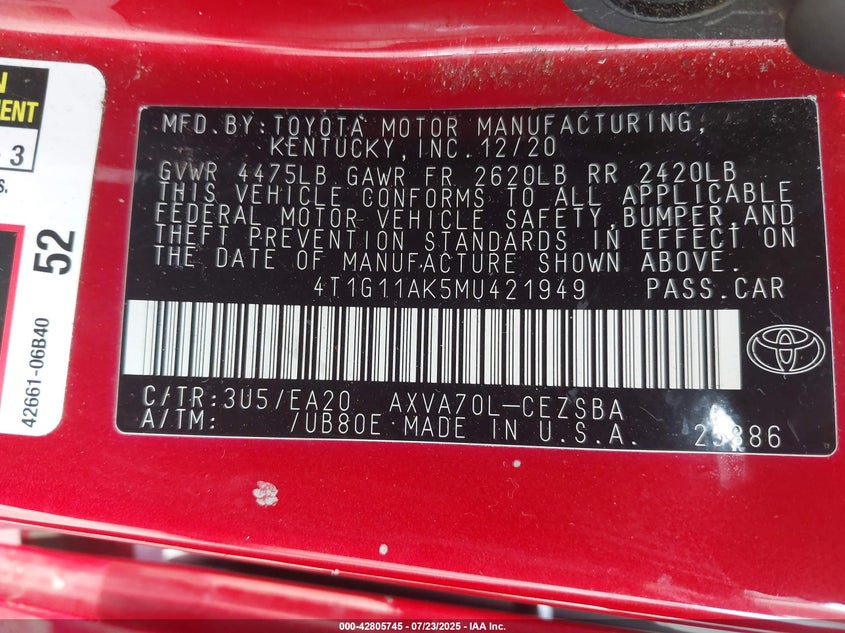 MFD.BY:TOYOTA MOTOR MANUFACTURING,
KENTUCKY,INC.12/20
GVWR 4475LB GAWR FR 2620LB RR 2420LB
THIS VEHICLE CONFORMS TO ALL APPLICABLE
FEDERAL MOTOR VEHICLE SAFETY,BUMPER,AND
THEFT PREVENTION STANDARDS IN EFFECT ON
THE DATE OF MANUFACTURE SHOWN ABOVE.
4T1G11AK5MU421949 PASS.CAR
C/TR:3U5/EA20 AXVA70L-CEZSBA
A/TM: /UB80E MADE IN U.S.A.
3
S.
52
42661-06B40
000-42805745 - 07/23/2025 - IAA Inc.